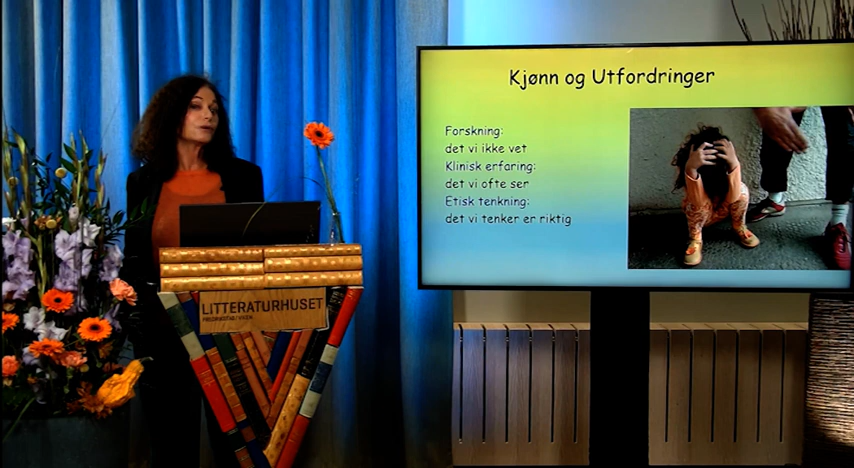 Kjønn og Utfordringer
Forskning:
det vi ikke vet
Klinisk erfaring:
det vi ofte ser
Etisk tenkning:
det vi tenker er riktig
LITTERATURHUSET
FREDRIKSTAD